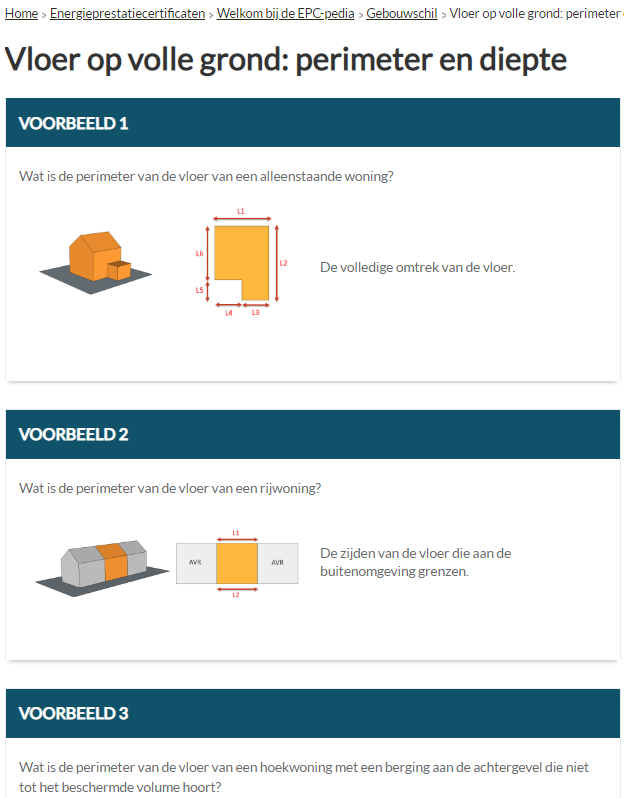 Home > Energieprestatiecertificaten > Welkom bij de EPC-pedia > Gebouwschil > Vloer op volle grond: perimeter
Vloer op volle grond: perimeter en diepte
VOORBEELD 1
Wat is de perimeter van de vloer van een alleenstaande woning?
L1
L6
L2
De volledige omtrek van de vloer.
L5
L4
L3
VOORBEELD 2
Wat is de perimeter van de vloer van een rijwoning?
L1
AVR
AVR
L2
De zijden van de vloer die aan de
buitenomgeving grenzen.
VOORBEELD 3
Wat is de perimeter van de vloer van een hoekwoning met een berging aan de achtergevel die niet
tot het beschermde volume hoort?